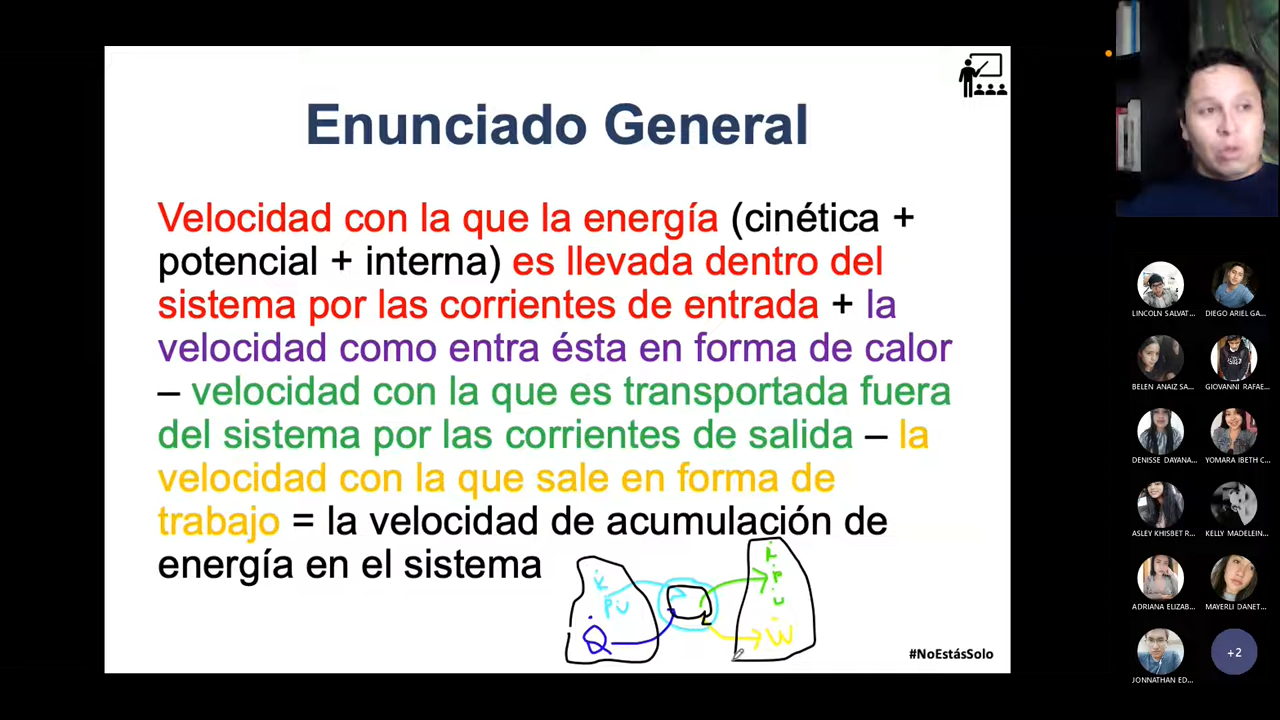 Enunciado General
Velocidad con la que la energía (cinética +
potencial + interna) es llevada dentro del
sistema por las corrientes de entrada + la
velocidad como entra ésta en forma de calor
– velocidad con la que es transportada fuera
del sistema por las corrientes de salida – la
velocidad con la que sale en forma de
trabajo = la velocidad de acumulación de
energía en el sistema
K
P U
Q
K
P
U
W
#NoEstásSolo
LINCOLN SALVAT...
DIEGO ARIEL GA...
BELEN ANAIZ SA...
GIOVANNI RAFAE...
DENISSE DAYANA...
YOMARA IBETH C...
ASLEY KHISBET R...
KELLY MADELEIN...
ADRIANA ELIZAB...
MAYERLI DANET...
JONNATHAN ED...
+2